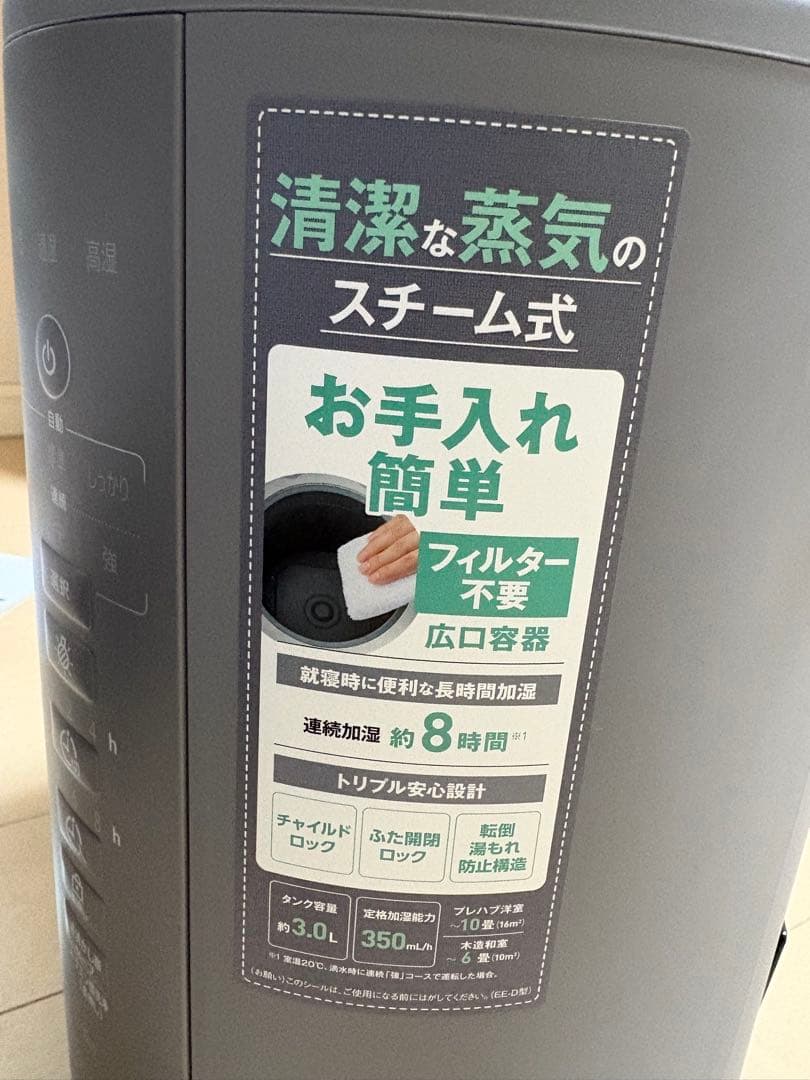 高湿
自動
しっかり
連続
強
選択
4 h
8 h
清潔な蒸気の
スチーム式
お手入れ
簡単
フィルター
不要
広口容器
就寝時に便利な長時間加湿
連続加湿 約8時間※1
トリプル安心設計
チャイルド
ロック
ふた開閉
ロック
転倒
湯もれ
防止構造
タンク容量
約3.0L
定格加湿能力
350mL/h
プレハブ洋室
~10畳(16m²)
木造和室
~6畳(10m²)
※1 室温20℃、満水時に連続「強」コースで運転した場合。
(お願い)このシールは、ご使用になる前にはがしてください。(EE-D型)